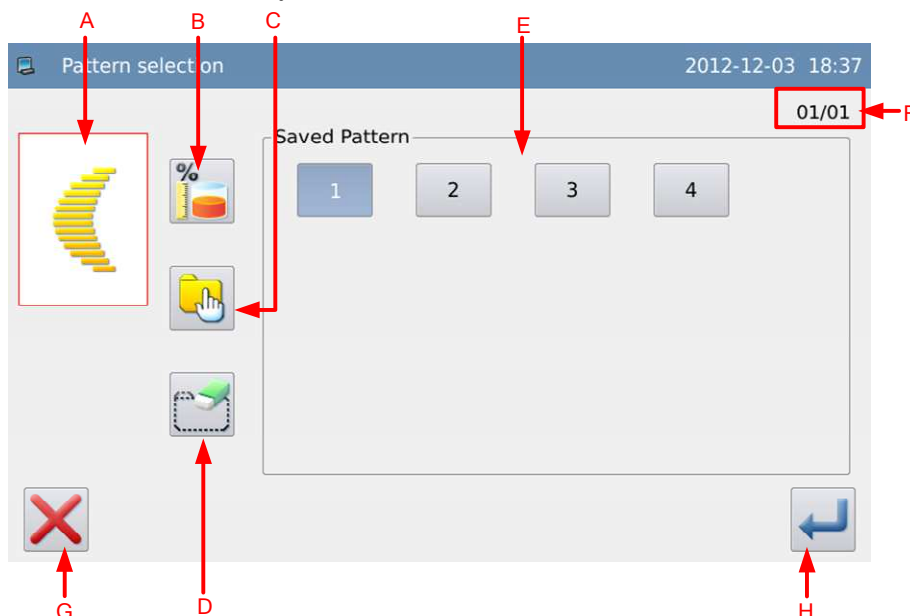 A B C E
Pattern selection 2012-12-03 18:37
01/01 F
Saved Pattern
%
1 2 3 4
G D H